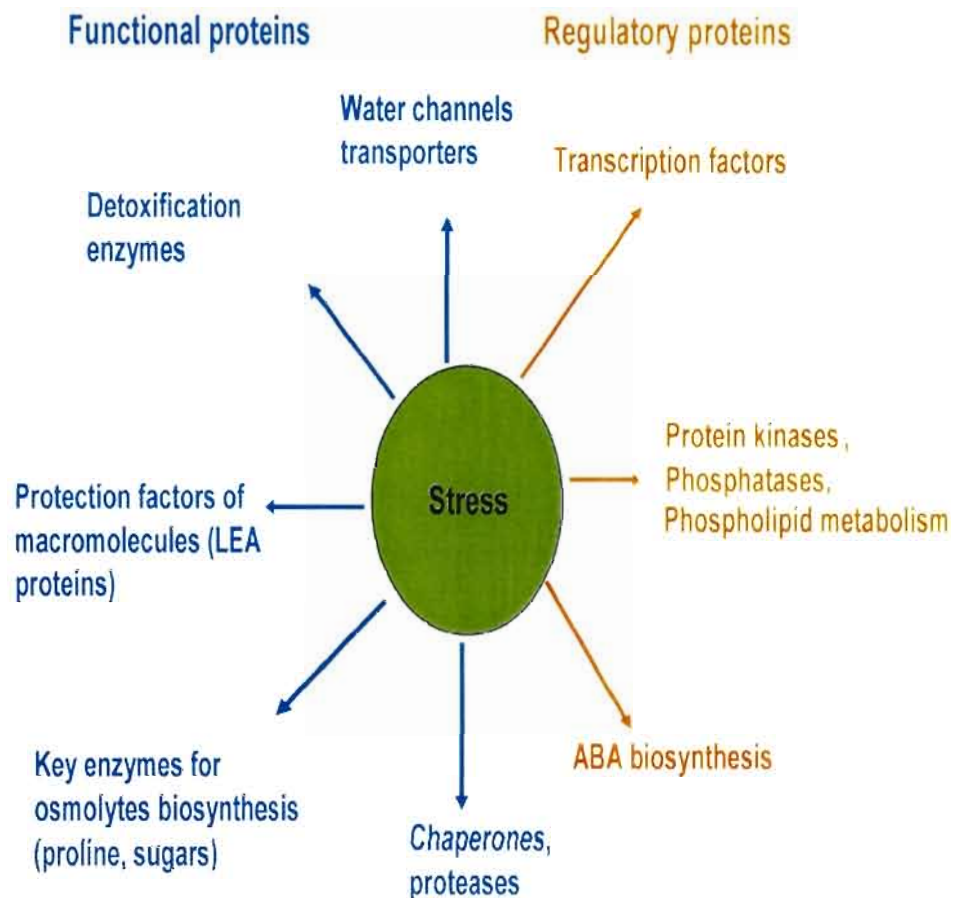 Functional proteins
Regulatory proteins
Water channels
transporters
Transcription factors
Detoxification
enzymes
Protein kinases,
Phosphatases,
Phospholipid metabolism
Stress
Protection factors of
macromolecules (LEA
proteins)
ABA biosynthesis
Key enzymes for
osmolytes biosynthesis
(proline, sugars)
Chaperones,
proteases